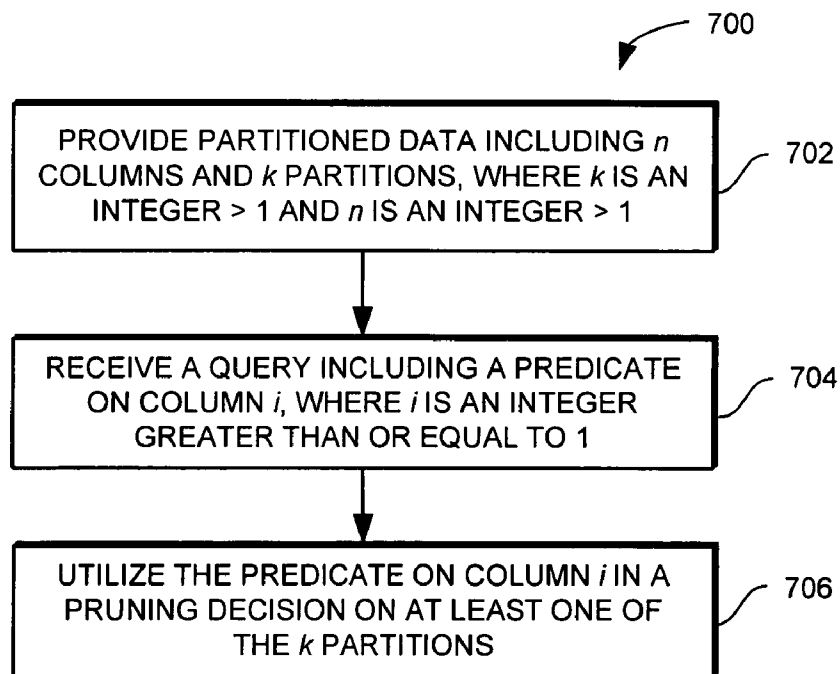 700
PROVIDE PARTITIONED DATA INCLUDING n
COLUMNS AND k PARTITIONS, WHERE k IS AN
INTEGER > 1 AND n IS AN INTEGER > 1
702
RECEIVE A QUERY INCLUDING A PREDICATE
ON COLUMN i, WHERE i IS AN INTEGER
GREATER THAN OR EQUAL TO 1
704
UTILIZE THE PREDICATE ON COLUMN i IN A
PRUNING DECISION ON AT LEAST ONE OF
THE k PARTITIONS
706